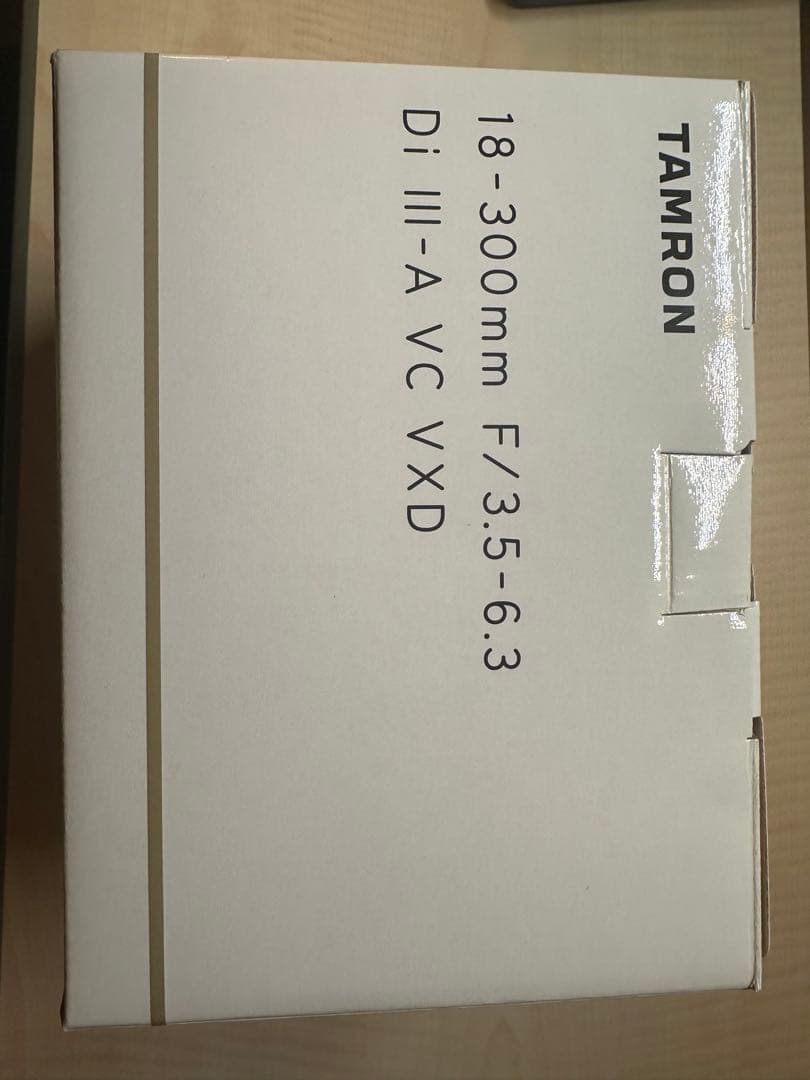 TAMRON
18-300mm F/3.5-6.3
Di III-A VC VXD